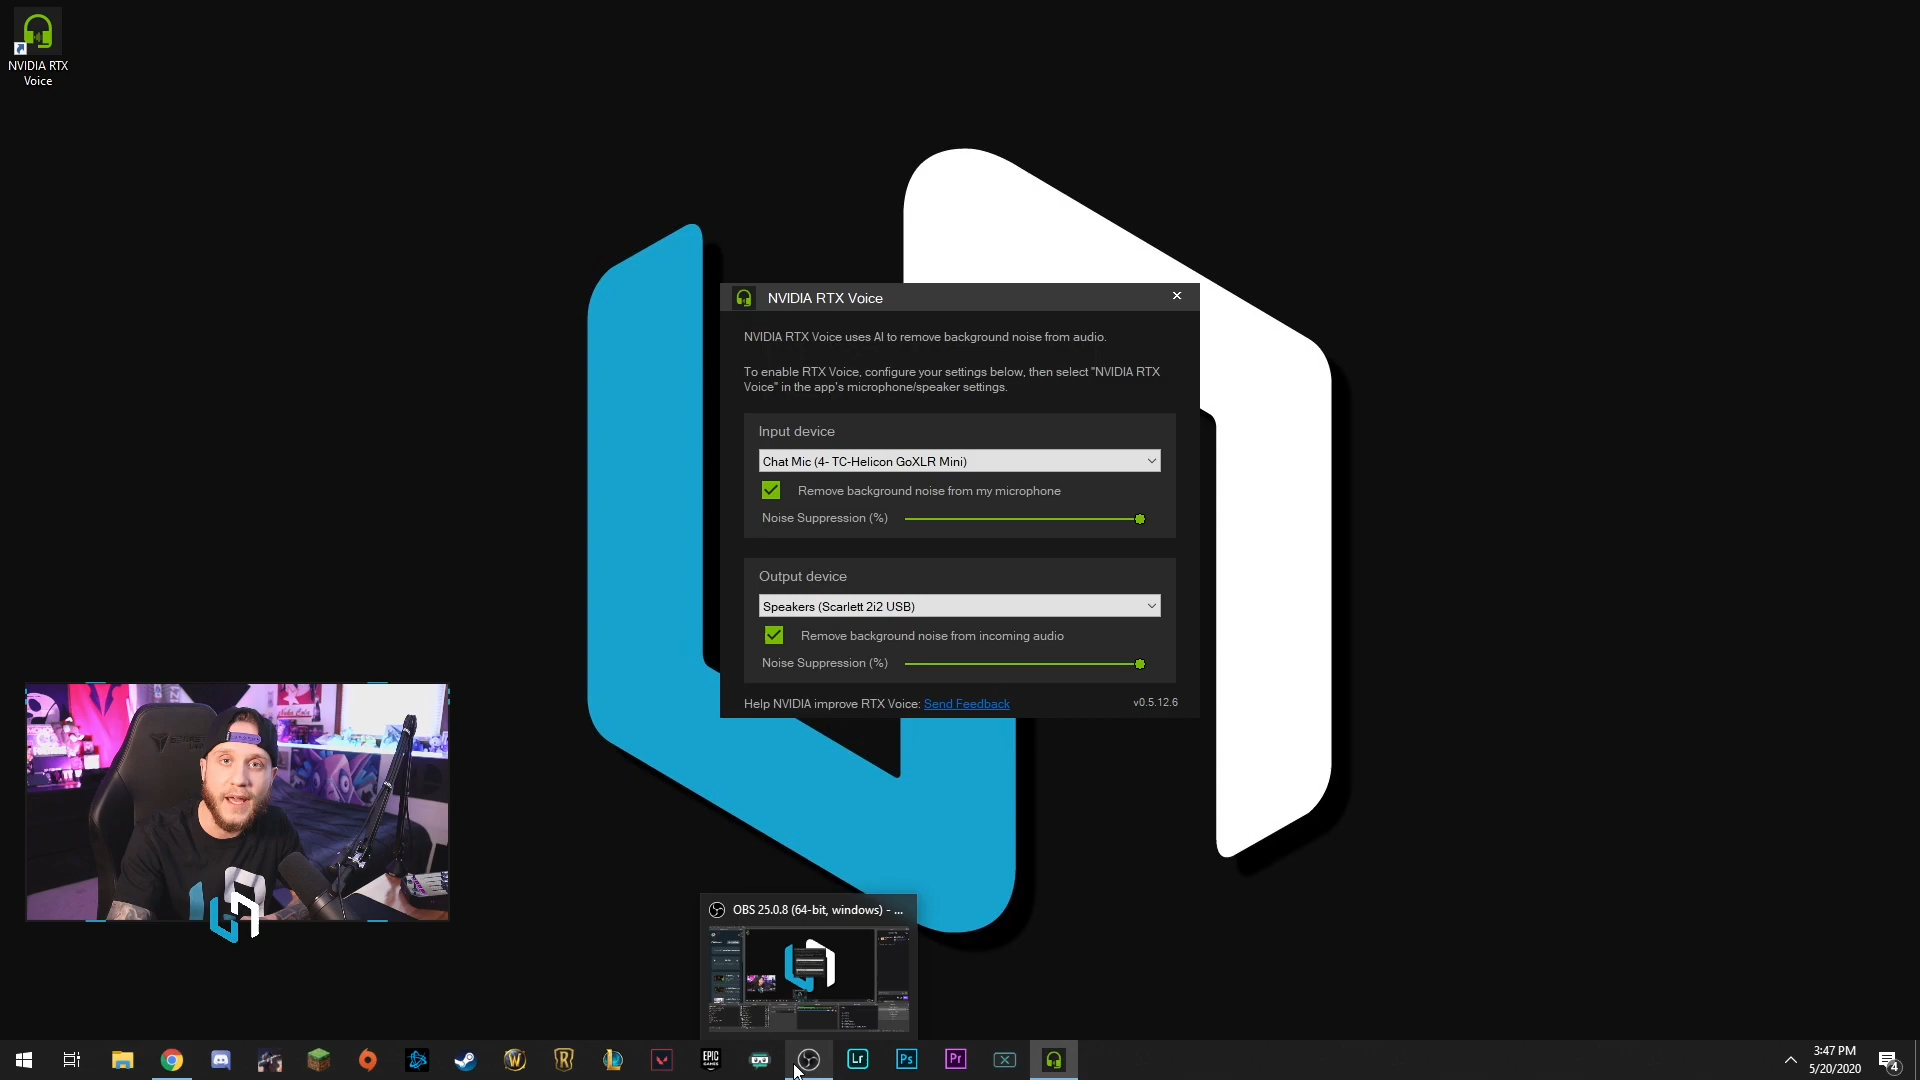 NVIDIA RTX
Voice
NVIDIA RTX Voice
NVIDIA RTX Voice uses AI to remove background noise from audio.
To enable RTX Voice, configure your settings below, then select "NVIDIA RTX
Voice" in the app's microphone/speaker settings.
Input device
Chat Mic (4- TC-Helicon GoXLR Mini)
Remove background noise from my microphone
Noise Suppression (%)
Output device
Speakers (Scarlett 2i2 USB)
Remove background noise from incoming audio
Noise Suppression (%)
Help NVIDIA improve RTX Voice: Send Feedback
v0.5.12.6
OBS 25.0.8 (64-bit, windows) - ...
EPIC
GAMES
Lr
Ps
Pr
3:47 PM
5/20/2020
4